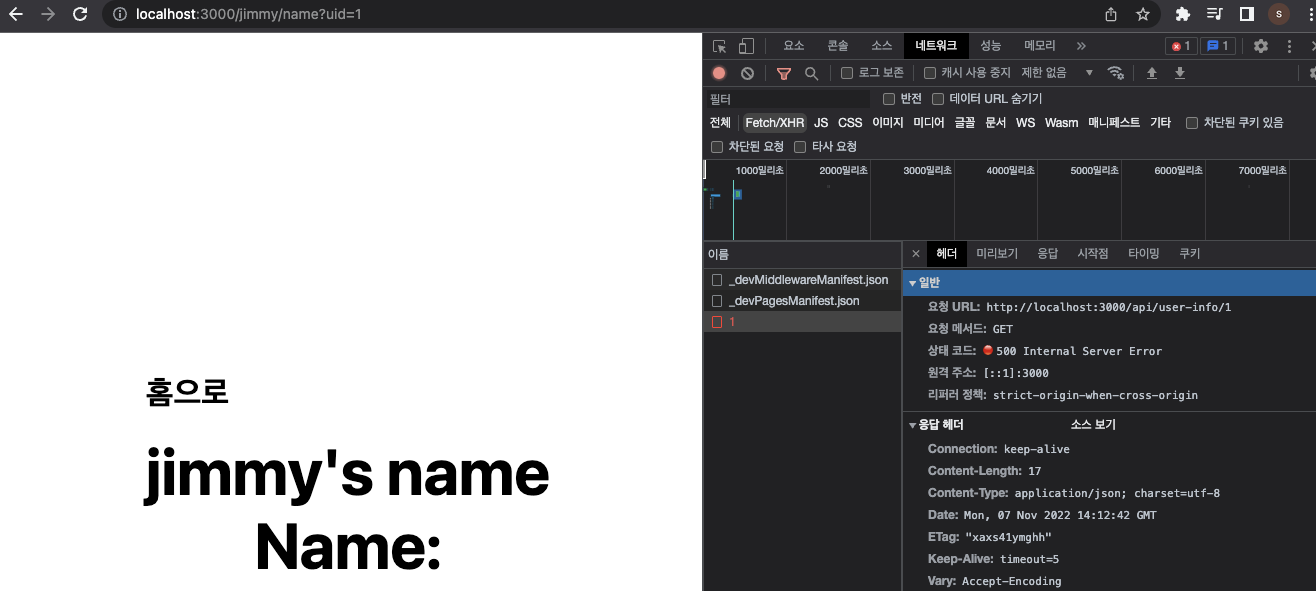 localhost:3000/jimmy/name?uid=1
s
요소 콘솔 소스 네트워크 성능 메모리 » 1 1
로그 보존 캐시 사용 중지 제한 없음
필터 반전 데이터 URL 숨기기
전체 Fetch/XHR JS CSS 이미지 미디어 글꼴 문서 WS Wasm 매니페스트 기타 차단된 쿠키 있음
차단된 요청 타사 요청
1000밀리초 2000밀리초 3000밀리초 4000밀리초 5000밀리초 6000밀리초 7000밀리초
이름
_devMiddlewareManifest.json
_devPagesManifest.json
1
× 헤더 미리보기 응답 시작점 타이밍 쿠키
일반
요청 URL: http://localhost:3000/api/user-info/1
요청 메서드: GET
상태 코드: 500 Internal Server Error
원격 주소: [::1]:3000
리퍼러 정책: strict-origin-when-cross-origin
응답 헤더 소스 보기
Connection: keep-alive
Content-Length: 17
Content-Type: application/json; charset=utf-8
Date: Mon, 07 Nov 2022 14:12:42 GMT
ETag: "xaxs41ymghh"
Keep-Alive: timeout=5
Vary: Accept-Encoding
홈으로
jimmy's name
Name: